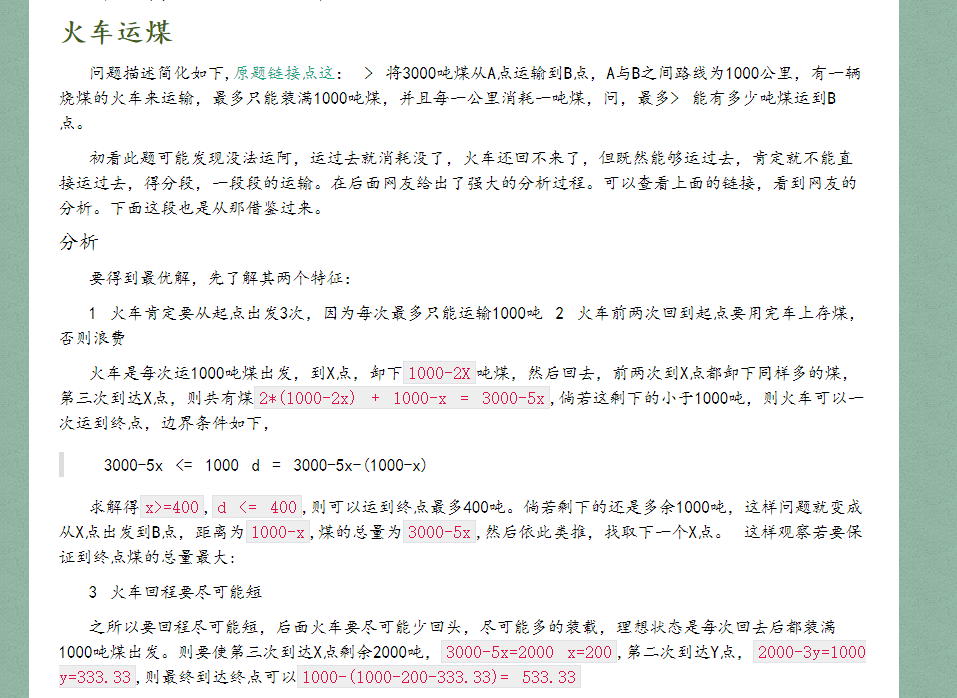 火车运煤
问题描述简化如下,原题链接点这： > 将3000吨煤从A点运输到B点，A与B之间路线为1000公里，有一辆
烧煤的火车来运输，最多只能装满1000吨煤，并且每一公里消耗一吨煤，问，最多> 能有多少吨煤运到B
点。
初看此题可能发现没法运阿，运过去就消耗没了，火车还回不来了，但既然能够运过去，肯定就不能直
接运过去，得分段，一段段的运输。在后面网友给出了强大的分析过程。可以查看上面的链接，看到网友的
分析。下面这段也是从那借鉴过来。
分析
要得到最优解，先了解其两个特征：
1 火车肯定要从起点出发3次，因为每次最多只能运输1000吨 2 火车前两次回到起点要用完车上存煤，
否则浪费
火车是每次运1000吨煤出发，到X点，卸下1000-2X吨煤，然后回去，前两次到X点都卸下同样多的煤，
第三次到达X点，则共有煤2*(1000-2x) + 1000-x = 3000-5x,倘若这剩下的小于1000吨，则火车可以一
次运到终点，边界条件如下，
3000-5x <= 1000 d = 3000-5x-(1000-x)
求解得x>=400,d <= 400,则可以运到终点最多400吨。倘若剩下的还是多余1000吨，这样问题就变成
从X点出发到B点，距离为1000-x,煤的总量为3000-5x,然后依此类推，找取下一个X点。 这样观察若要保
证到终点煤的总量最大：
3 火车回程要尽可能短
之所以要回程尽可能短，后面火车要尽可能少回头，尽可能多的装载，理想状态是每次回去后都装满
1000吨煤出发。则要使第三次到达X点剩余2000吨，3000-5x=2000 x=200,第二次到达Y点，2000-3y=1000
y=333.33,则最终到达终点可以1000-(1000-200-333.33)= 533.33